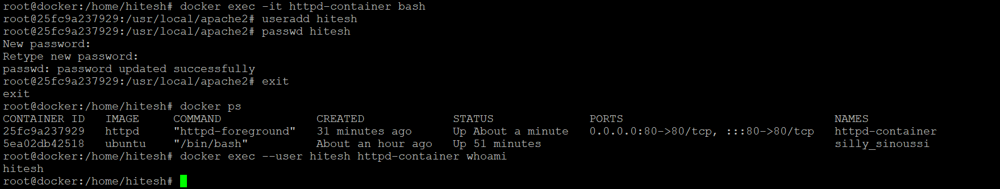 root@docker:/home/hitesh# docker exec -it httpd-container bash
root@25fc9a237929:/usr/local/apache2# useradd hitesh
root@25fc9a237929:/usr/local/apache2# passwd hitesh
New password:
Retype new password:
passwd: password updated successfully
root@25fc9a237929:/usr/local/apache2# exit
exit
root@docker:/home/hitesh# docker ps
CONTAINER ID   IMAGE     COMMAND              CREATED             STATUS              PORTS                               NAMES
25fc9a237929   httpd     "httpd-foreground"   31 minutes ago      Up About a minute   0.0.0.0:80->80/tcp, :::80->80/tcp   httpd-container
5ea02db42518   ubuntu    "/bin/bash"          About an hour ago   Up 51 minutes                                           silly_sinoussi
root@docker:/home/hitesh# docker exec --user hitesh httpd-container whoami
hitesh
root@docker:/home/hitesh#